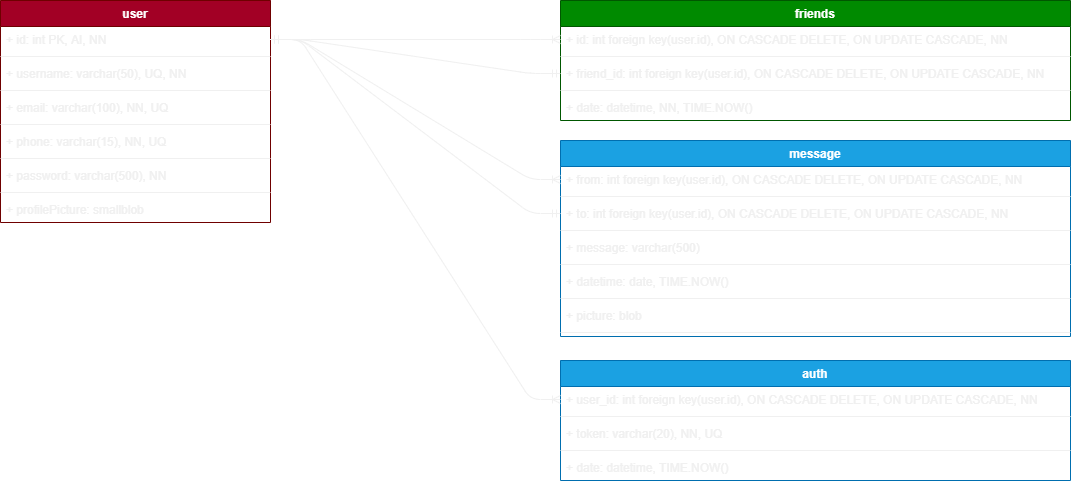 user
+ id: int PK, AI, NN
+ username: varchar(50), UQ, NN
+ email: varchar(100), NN, UQ
+ phone: varchar(15), NN, UQ
+ password: varchar(500), NN
+ profilePicture: smallblob
friends
+ id: int foreign key(user.id), ON CASCADE DELETE, ON UPDATE CASCADE, NN
+ friend_id: int foreign key(user.id), ON CASCADE DELETE, ON UPDATE CASCADE, NN
+ date: datetime, NN, TIME.NOW()
message
+ from: int foreign key(user.id), ON CASCADE DELETE, ON UPDATE CASCADE, NN
+ to: int foreign key(user.id), ON CASCADE DELETE, ON UPDATE CASCADE, NN
+ message: varchar(500)
+ datetime: date, TIME.NOW()
+ picture: blob
auth
+ user_id: int foreign key(user.id), ON CASCADE DELETE, ON UPDATE CASCADE, NN
+ token: varchar(20), NN, UQ
+ date: datetime, TIME.NOW()